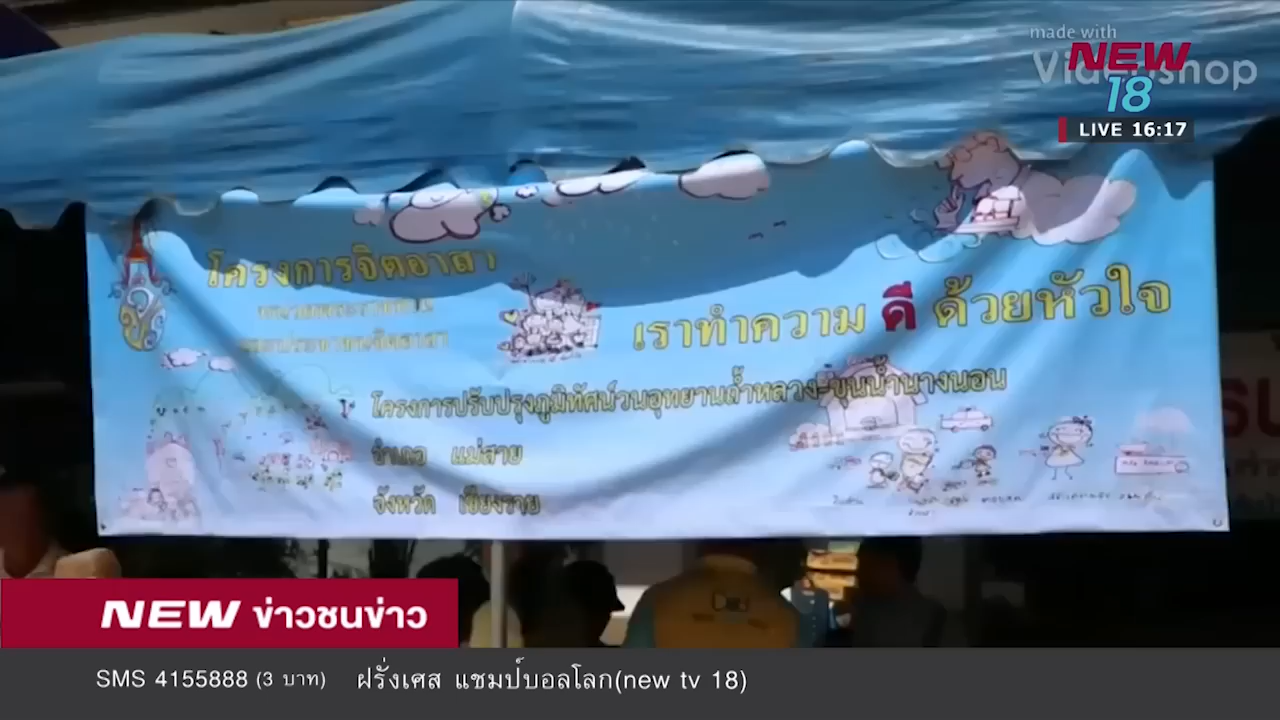 made with
Videoshop
NEW
18
LIVE 16:17
โครงการจิตอาสา
เราทำความ ดี ด้วยหัวใจ
โครงการปรับปรุงภูมิทัศน์วนอุทยานถ้ำหลวง-ขุนน้ำนางนอน
อำเภอ แม่สาย
จังหวัด เชียงราย
NEW ข่าวชนข่าว
SMS 4155888 (3 บาท) ฝรั่งเศส แชมป์บอลโลก(new tv 18)